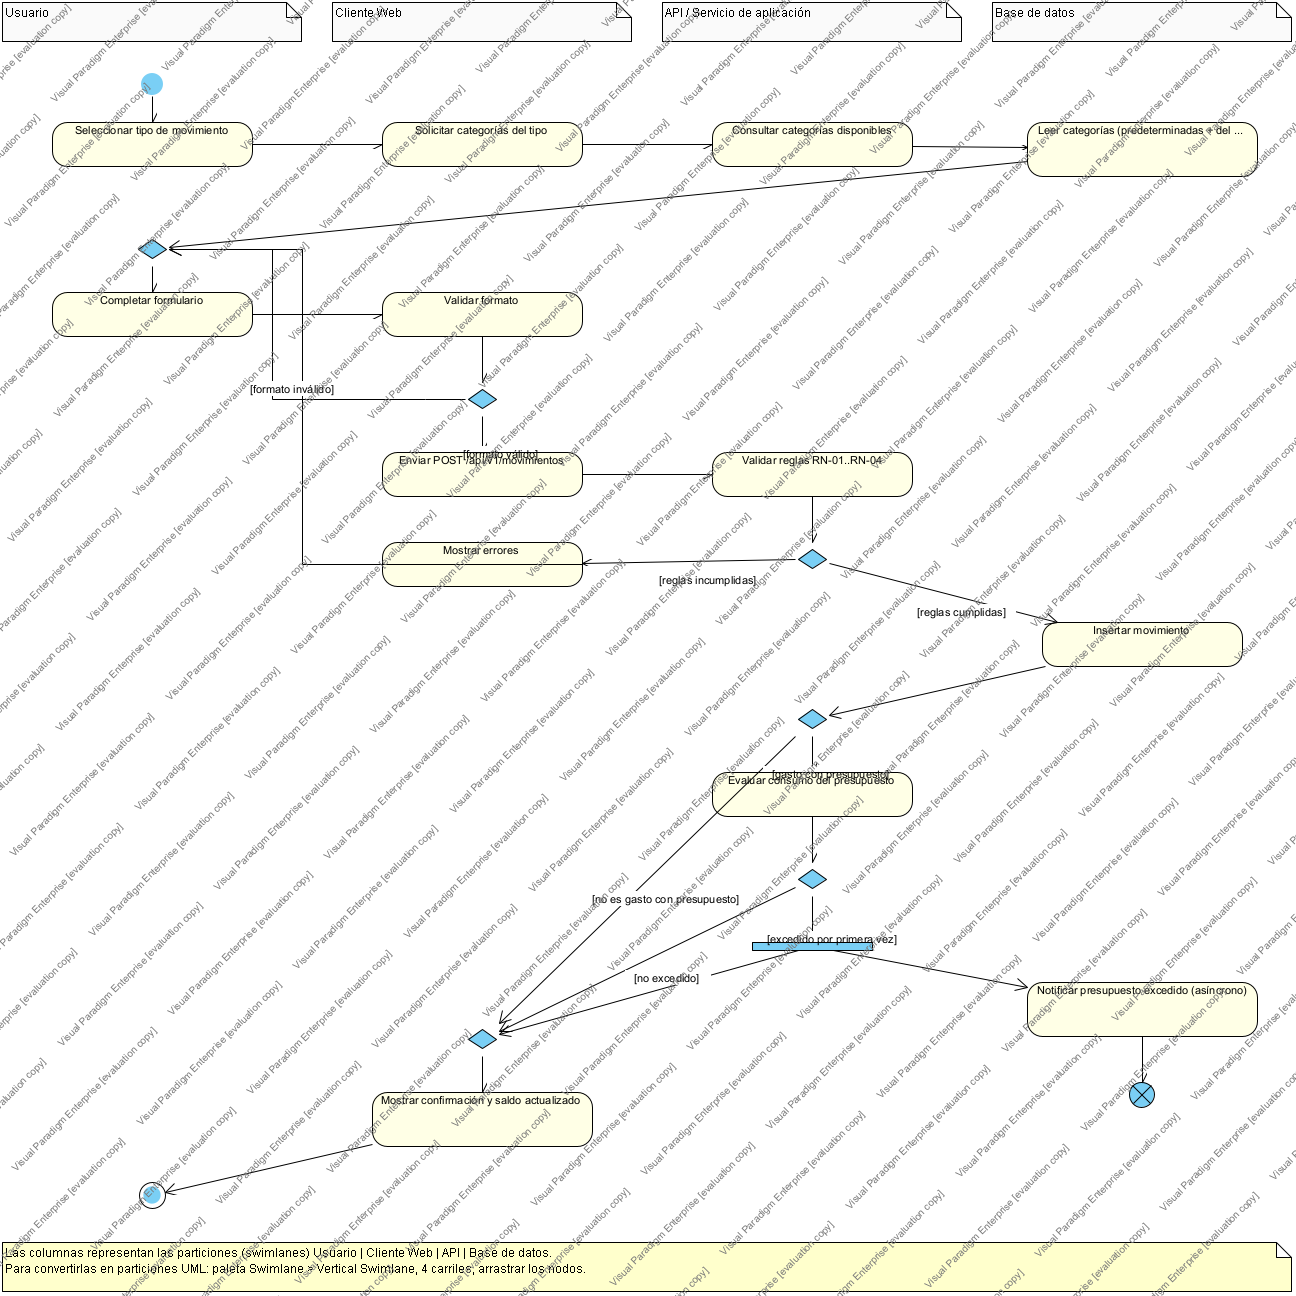 Usuario
Cliente Web
API / Servicio de aplicación
Base de datos
Seleccionar tipo de movimiento
Solicitar categorías del tipo
Consultar categorías disponibles
Leer categorías (predeterminadas + del ...
Completar formulario
Validar formato
[formato inválido]
[formato válido]
Enviar POST /api/v1/movimientos
Validar reglas RN-01..RN-04
Mostrar errores
[reglas incumplidas]
[reglas cumplidas]
Insertar movimiento
[gasto con presupuesto]
Evaluar consumo del presupuesto
[no es gasto con presupuesto]
[excedido por primera vez]
[no excedido]
Notificar presupuesto excedido (asíncrono)
Mostrar confirmación y saldo actualizado
Las columnas representan las particiones (swimlanes) Usuario | Cliente Web | API | Base de datos.
Para convertirlas en particiones UML: paleta Swimlane > Vertical Swimlane, 4 carriles, arrastrar los nodos.
Visual Paradigm Enterprise [evaluation copy]